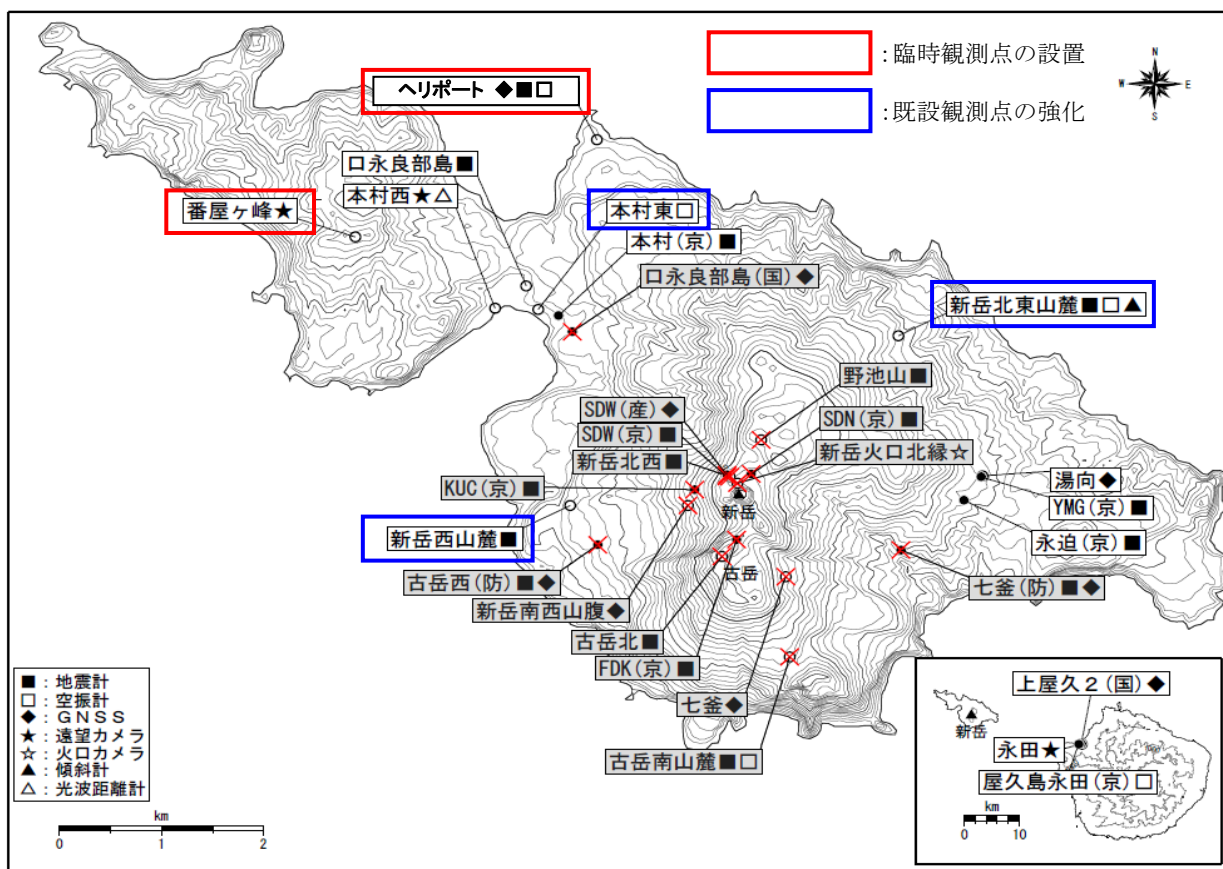 :臨時観測点の設置
:既設観測点の強化
N
W
E
S
ヘリポート ◆■□
口永良部島■
本村西★△
番屋ヶ峰★
本村東□
本村(京)■
口永良部島(国)◆
新岳北東山麓■□▲
野池山■
SDW(産)◆
SDN(京)■
SDW(京)■
新岳火口北縁☆
新岳北西■
KUC(京)■
湯向◆
YMG(京)■
新岳
新岳西山麓■
永迫(京)■
古岳西(防)■◆
古岳
七釜(防)■◆
新岳南西山腹◆
古岳北■
FDK(京)■
七釜◆
古岳南山麓■□
■:地震計
□:空振計
◆:GNSS
★:遠望カメラ
☆:火口カメラ
▲:傾斜計
△:光波距離計
km
0 1 2
上屋久2(国)◆
新岳
永田★
屋久島永田(京)□
km
0 10